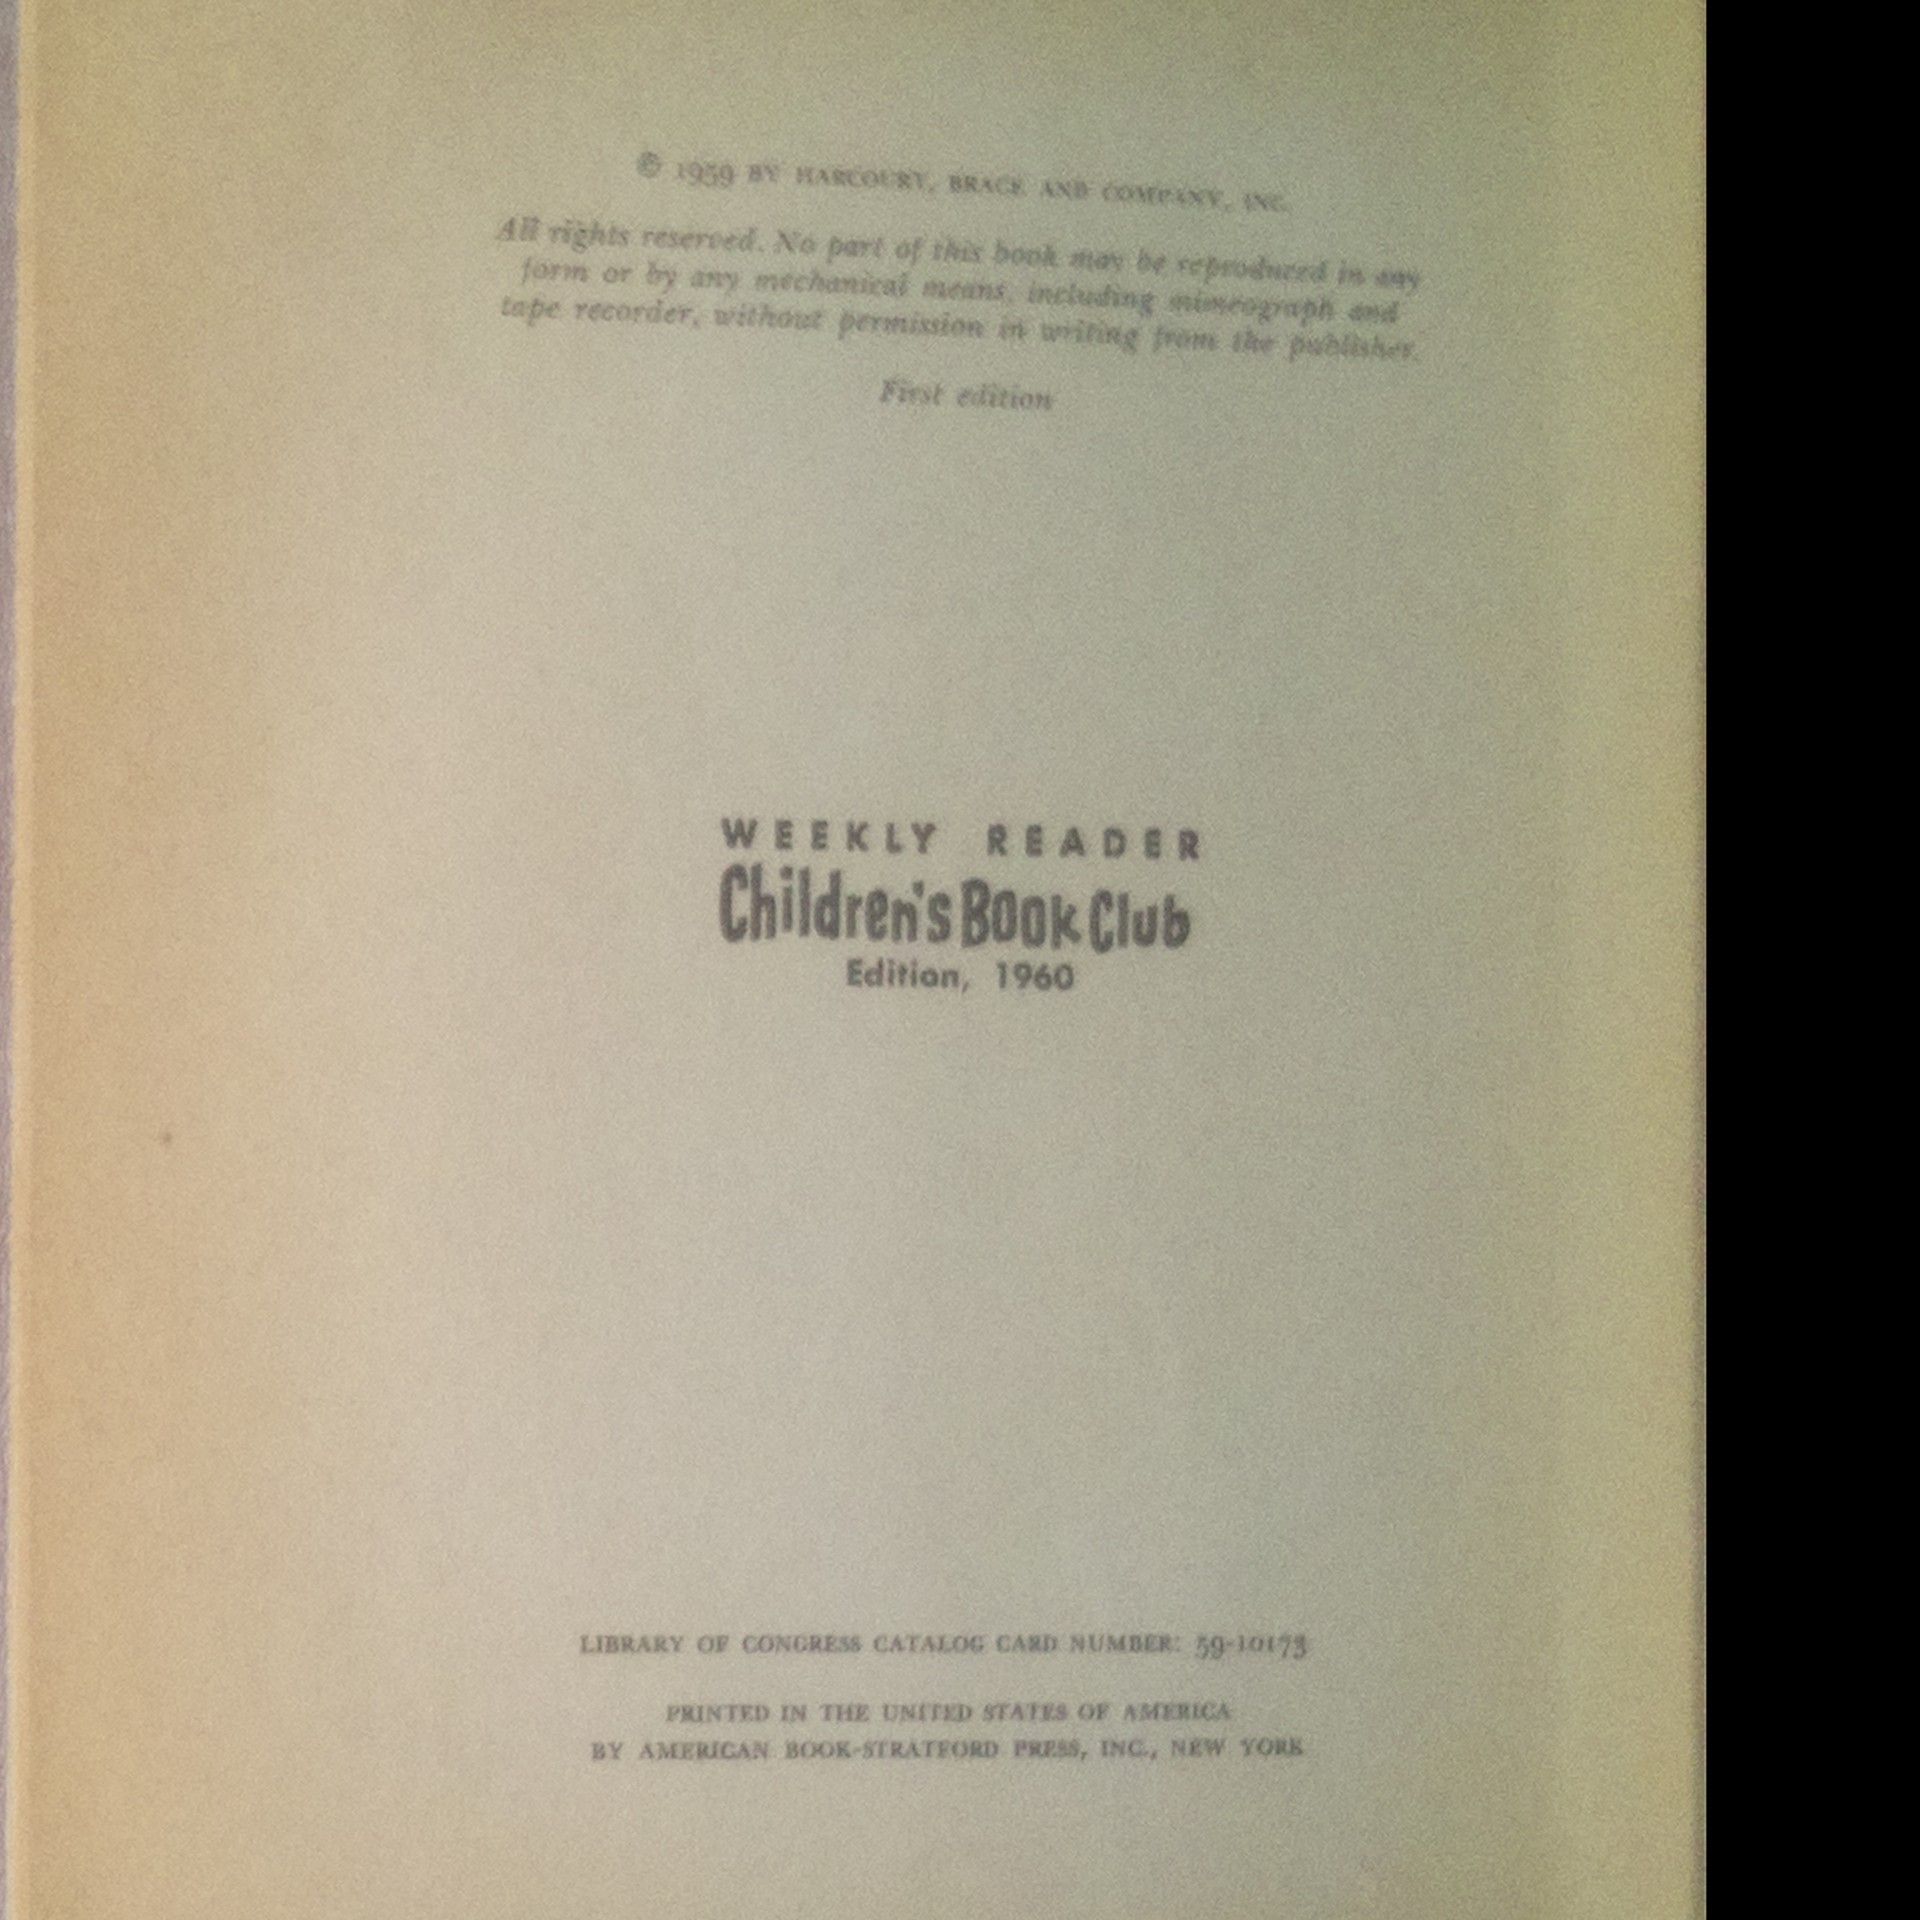 © 1959 BY HARCOURT, BRACE AND COMPANY, INC.
All rights reserved. No part of this book may be reproduced in any
form or by any mechanical means, including mimeograph and
tape recorder, without permission in writing from the publisher.
First edition
WEEKLY READER
Children's Book Club
Edition, 1960
LIBRARY OF CONGRESS CATALOG CARD NUMBER: 59-10173
PRINTED IN THE UNITED STATES OF AMERICA
BY AMERICAN BOOK-STRATFORD PRESS, INC., NEW YORK